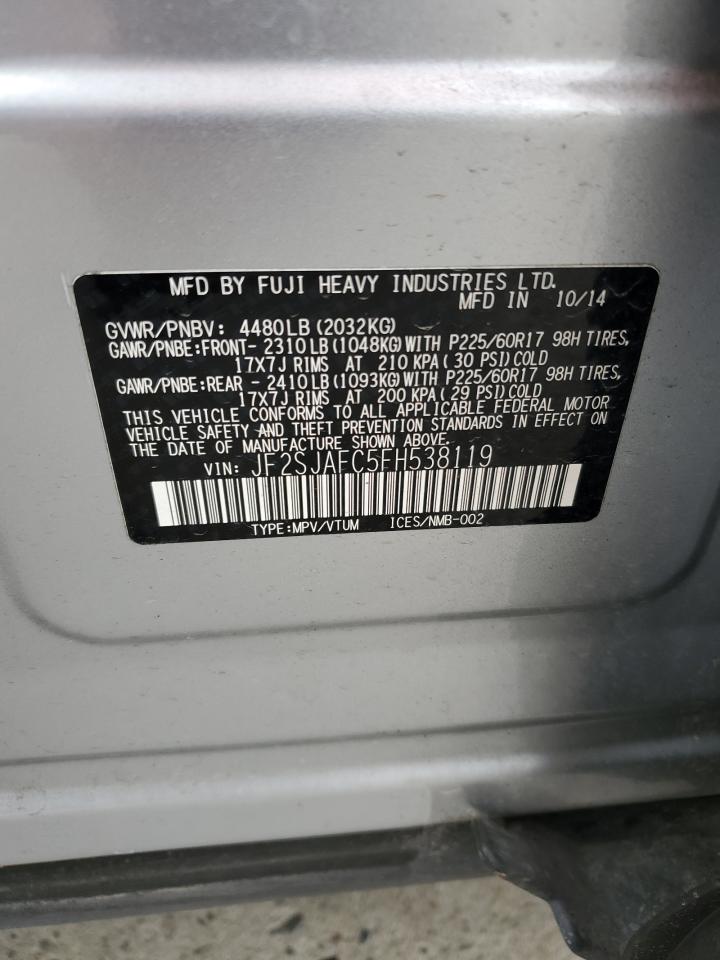 MFD BY FUJI HEAVY INDUSTRIES LTD.
MFD IN 10/14
GVWR/PNBV: 4480LB(2032KG)
GAWR/PNBE:FRONT- 2310LB(1048KG)WITH P225/60R17 98H TIRES,
17X7J RIMS AT 210 KPA(30 PSI)COLD
GAWR/PNBE:REAR - 2410LB(1093KG)WITH P225/60R17 98H TIRES,
17X7J RIMS AT 200 KPA(29 PSI)COLD
THIS VEHICLE CONFORMS TO ALL APPLICABLE FEDERAL MOTOR
VEHICLE SAFETY AND THEFT PREVENTION STANDARDS IN EFFECT ON
THE DATE OF MANUFACTURE SHOWN ABOVE.
VIN: JF2SJAFC5FH538119
TYPE:MPV/VTUM ICES/NMB-002